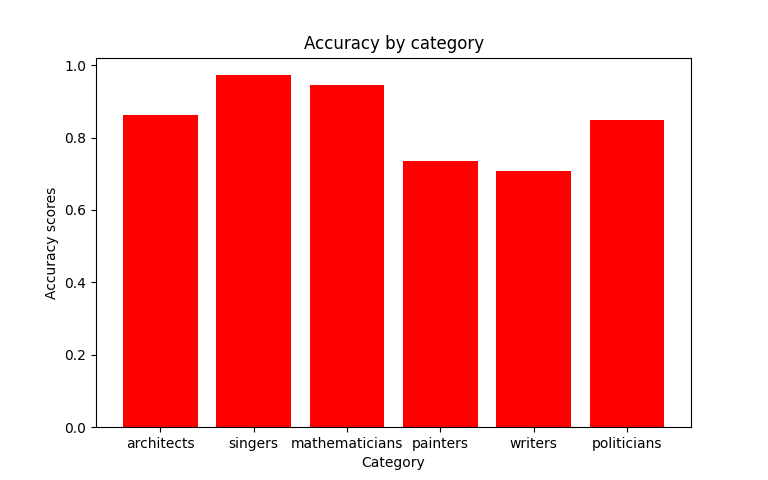 Accuracy by category
1.0
0.8
0.6
0.4
0.2
0.0
Accuracy scores
architects singers mathematicians painters writers politicians
Category